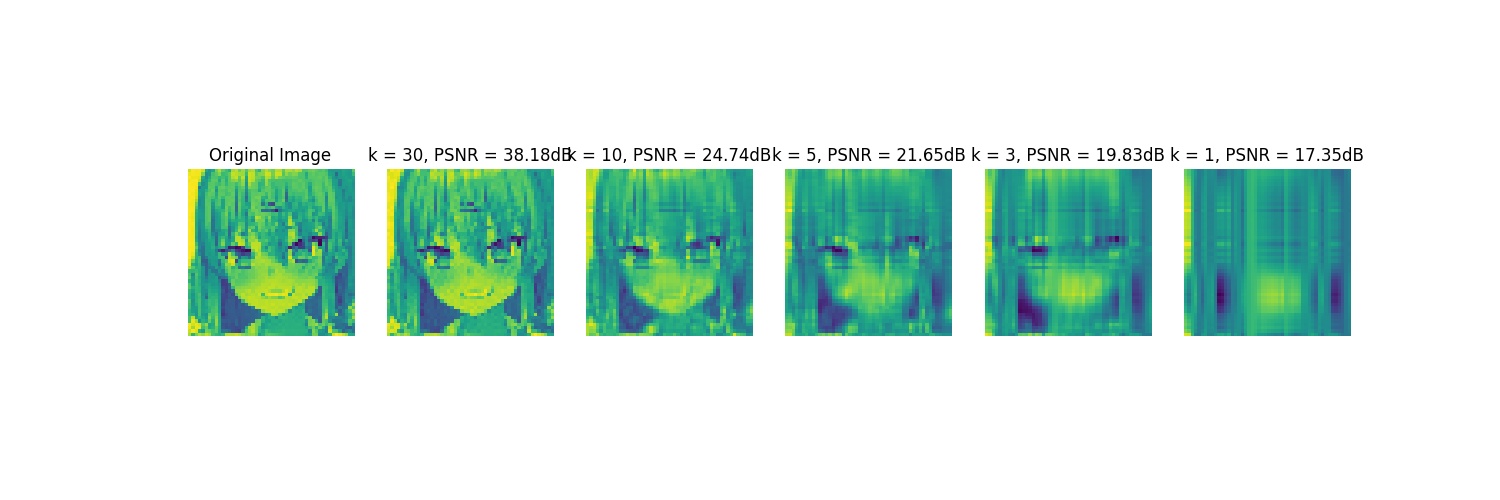 Original Image
k = 30, PSNR = 38.18dB
k = 10, PSNR = 24.74dB
k = 5, PSNR = 21.65dB
k = 3, PSNR = 19.83dB
k = 1, PSNR = 17.35dB